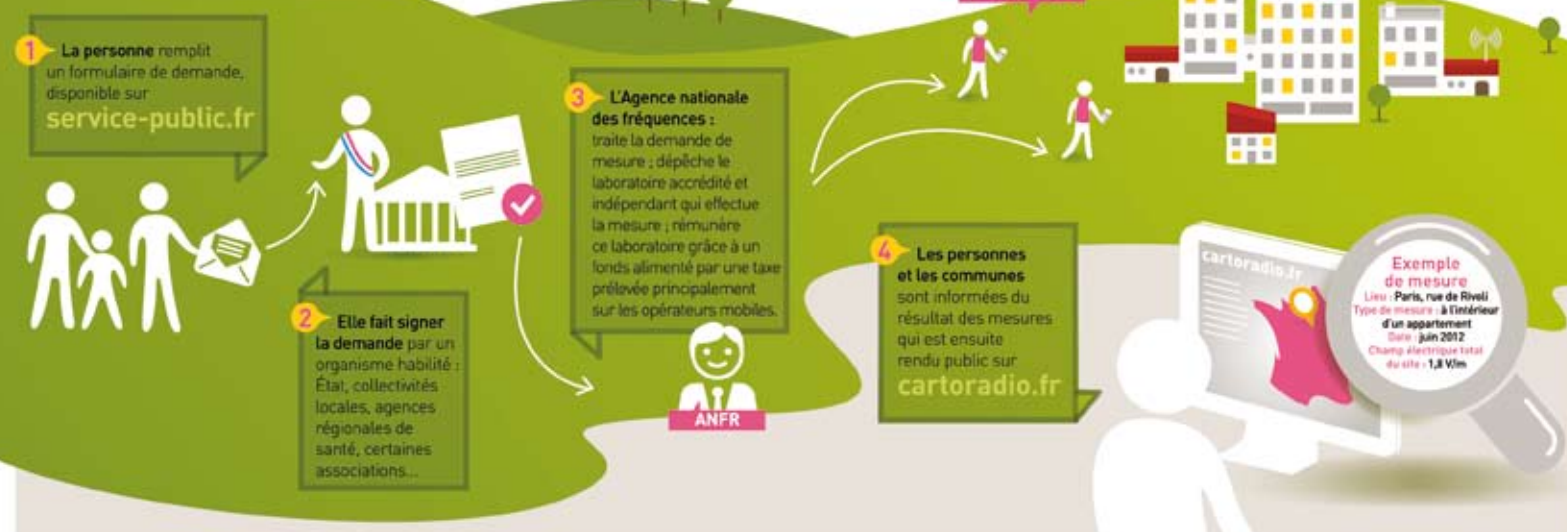 1 La personne remplit
un formulaire de demande,
disponible sur
service-public.fr
2 Elle fait signer
la demande par un
organisme habilité :
État, collectivités
locales, agences
régionales de
santé, certaines
associations...
3 L'Agence nationale
des fréquences :
traite la demande de
mesure ; dépêche le
laboratoire accrédité et
indépendant qui effectue
la mesure ; rémunère
ce laboratoire grâce à un
fonds alimenté par une taxe
prélevée principalement
sur les opérateurs mobiles.
ANFR
4 Les personnes
et les communes
sont informées du
résultat des mesures
qui est ensuite
rendu public sur
cartoradio.fr
cartoradio.fr
Exemple
de mesure
Lieu : Paris, rue de Rivoli
Type de mesure : à l'intérieur
d'un appartement
Date : juin 2012
Champ électrique total
du site : 1,8 V/m